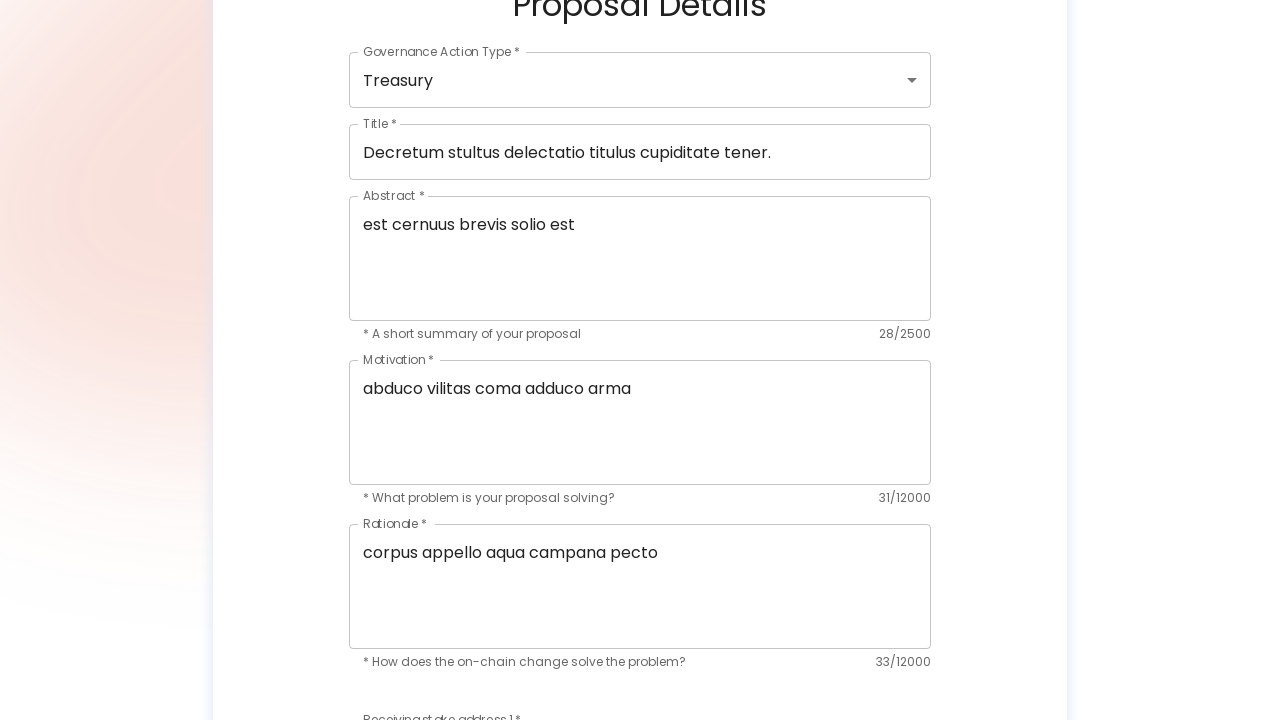 Proposal Details
Governance Action Type *
Treasury
Title *
Decretum stultus delectatio titulus cupiditate tener.
Abstract *
est cernuus brevis solio est
* A short summary of your proposal
28/2500
Motivation *
abduco vilitas coma adduco arma
* What problem is your proposal solving?
31/12000
Rationale *
corpus appello aqua campana pecto
* How does the on-chain change solve the problem?
33/12000
Receiving stake address 1 *